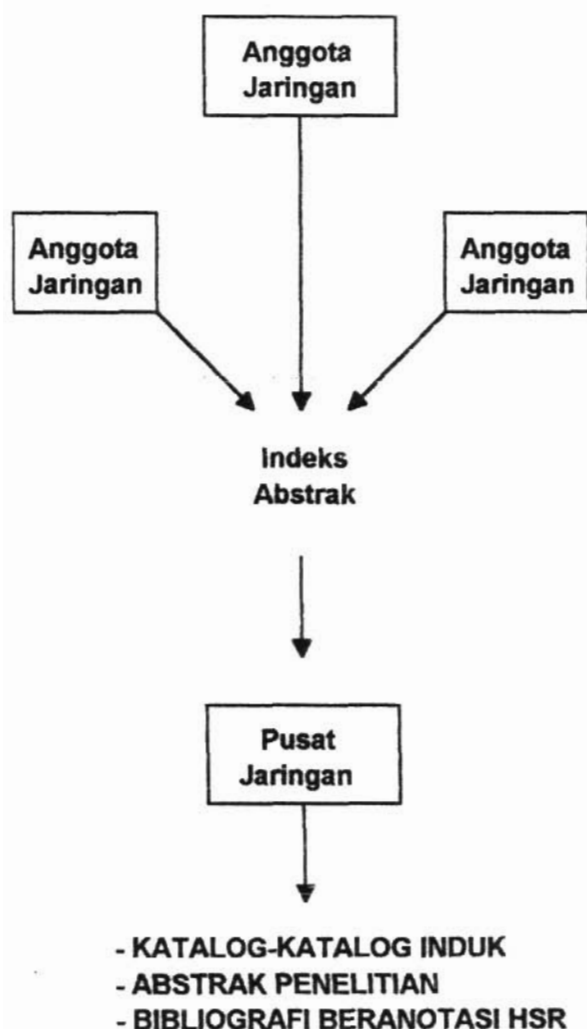 Anggota
Jaringan
Anggota
Jaringan
Anggota
Jaringan
Indeks
Abstrak
Pusat
Jaringan
- KATALOG-KATALOG INDUK
- ABSTRAK PENELITIAN
- BIBLIOGRAFI BERANOTASI HSR